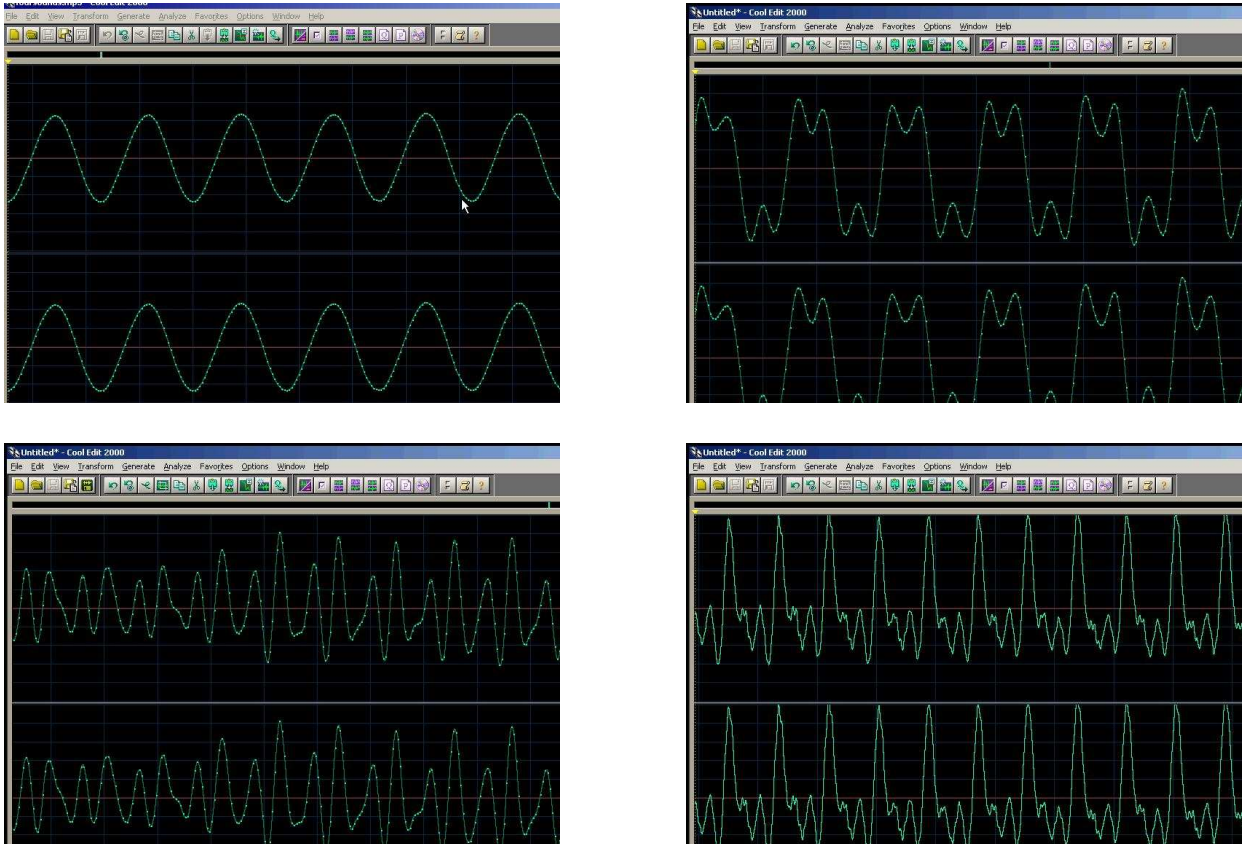 File Edit View Transform Generate Analyze Favorites Options Window Help
Untitled* - Cool Edit 2000
File Edit View Transform Generate Analyze Favorites Options Window Help
F ?
F ?
Untitled* - Cool Edit 2000
File Edit View Transform Generate Analyze Favorites Options Window Help
F ?
Untitled* - Cool Edit 2000
File Edit View Transform Generate Analyze Favorites Options Window Help
F ?